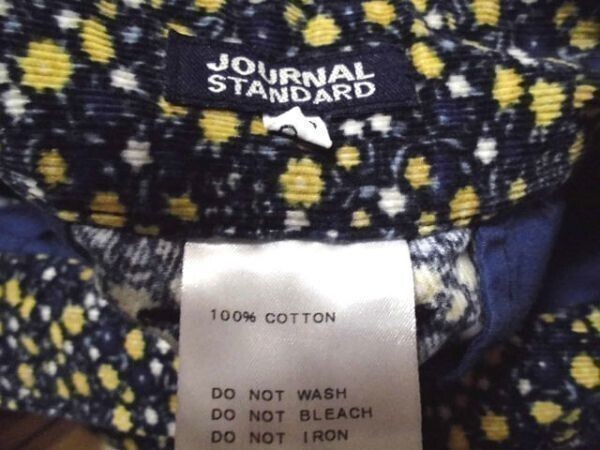 JOURNAL
STANDARD
100% COTTON
DO NOT WASH
DO NOT BLEACH
DO NOT IRON